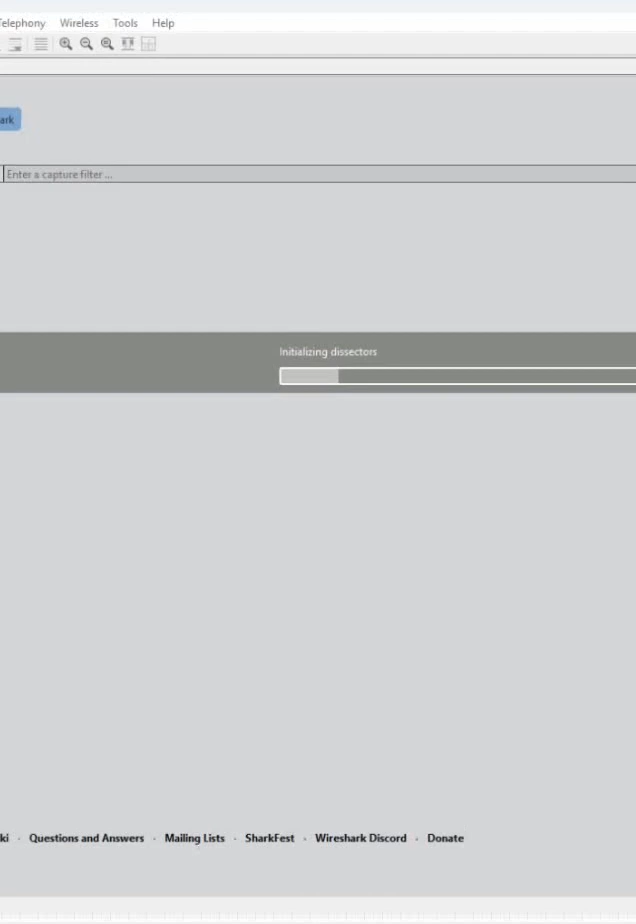 elephony Wireless Tools Help
ark
Enter a capture filter ...
Initializing dissectors
ki · Questions and Answers · Mailing Lists · SharkFest · Wireshark Discord · Donate